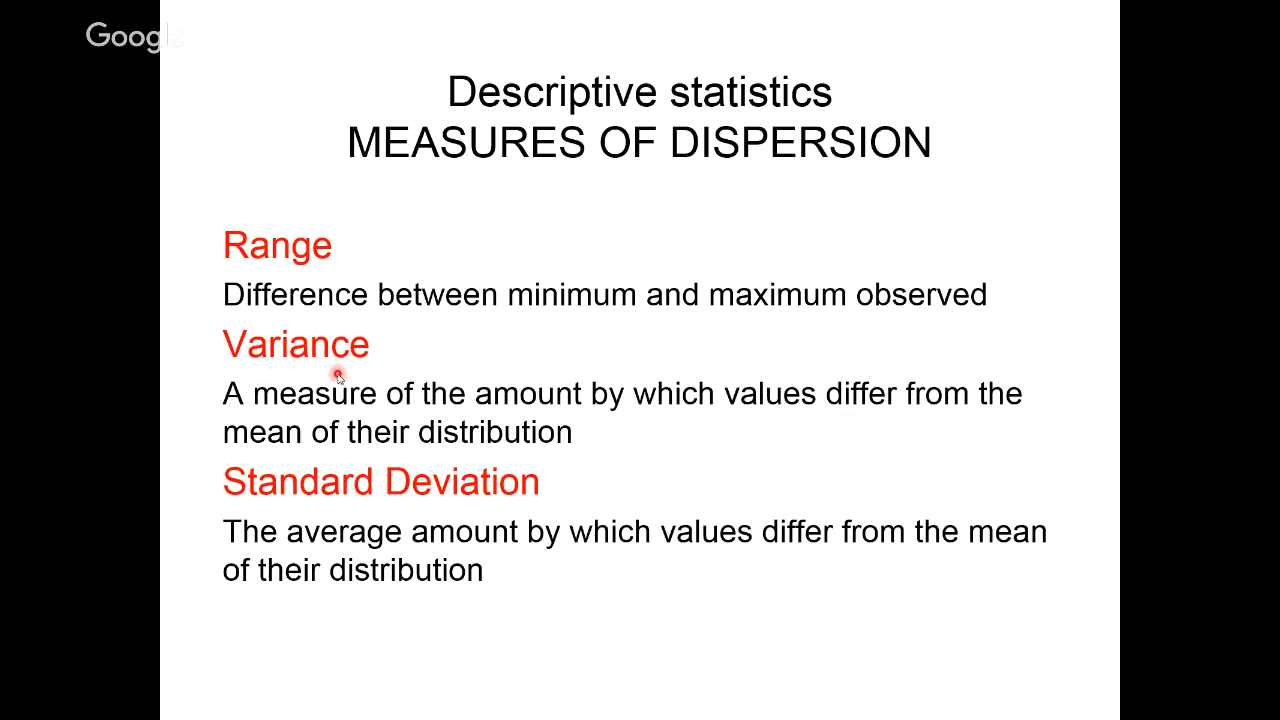 Google
Descriptive statistics
MEASURES OF DISPERSION
Range
Difference between minimum and maximum observed
Variance
A measure of the amount by which values differ from the
mean of their distribution
Standard Deviation
The average amount by which values differ from the mean
of their distribution